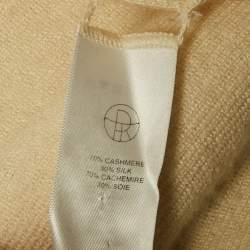 70% CASHMERE
30% SILK
70% CACHEMIRE
30% SOIE